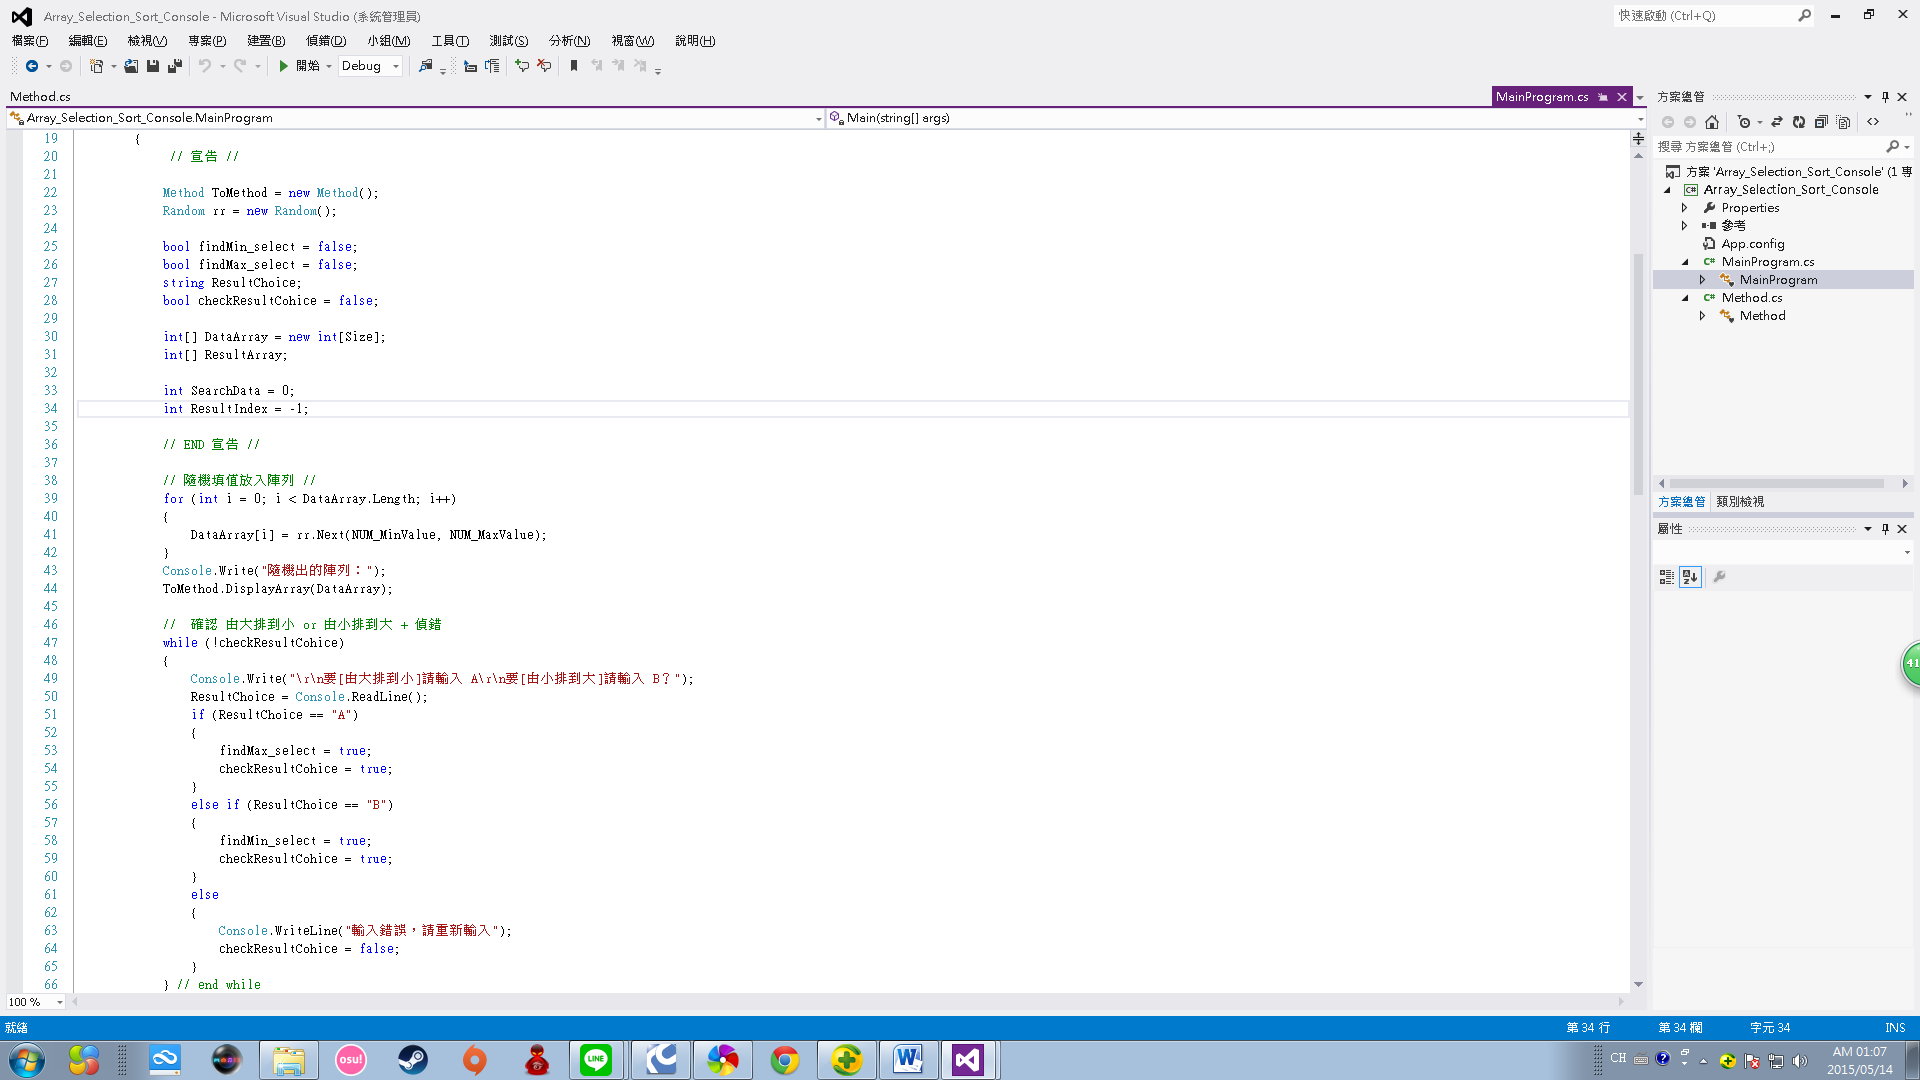 Array_Selection_Sort_Console - Microsoft Visual Studio (系統管理員)
快速啟動 (Ctrl+Q)
檔案(F) 編輯(E) 檢視(V) 專案(P) 建置(B) 偵錯(D) 小組(M) 工具(T) 測試(S) 分析(N) 視窗(W) 說明(H)
開始 Debug
Method.cs
MainProgram.cs
Array_Selection_Sort_Console.MainProgram
Main(string[] args)
19 {
20 // 宣告 //
21
22 Method ToMethod = new Method();
23 Random rr = new Random();
24
25 bool findMin_select = false;
26 bool findMax_select = false;
27 string ResultChoice;
28 bool checkResultCohice = false;
29
30 int[] DataArray = new int[Size];
31 int[] ResultArray;
32
33 int SearchData = 0;
34 int ResultIndex = -1;
35
36 // END 宣告 //
37
38 // 隨機填值放入陣列 //
39 for (int i = 0; i < DataArray.Length; i++)
40 {
41 DataArray[i] = rr.Next(NUM_MinValue, NUM_MaxValue);
42 }
43 Console.Write("隨機出的陣列：");
44 ToMethod.DisplayArray(DataArray);
45
46 // 確認 由大排到小 or 由小排到大 + 偵錯
47 while (!checkResultCohice)
48 {
49 Console.Write("\r\n要[由大排到小]請輸入 A\r\n要[由小排到大]請輸入 B？");
50 ResultChoice = Console.ReadLine();
51 if (ResultChoice == "A")
52 {
53 findMax_select = true;
54 checkResultCohice = true;
55 }
56 else if (ResultChoice == "B")
57 {
58 findMin_select = true;
59 checkResultCohice = true;
60 }
61 else
62 {
63 Console.WriteLine("輸入錯誤，請重新輸入");
64 checkResultCohice = false;
65 }
66 } // end while
100 %
方案總管
搜尋 方案總管 (Ctrl+;)
方案 'Array_Selection_Sort_Console' (1 專
Array_Selection_Sort_Console
Properties
參考
App.config
MainProgram.cs
MainProgram
Method.cs
Method
方案總管 類別檢視
屬性
41
就緒
第 34 行 第 34 欄 字元 34 INS
osu!
LINE
CH
AM 01:07
2015/05/14